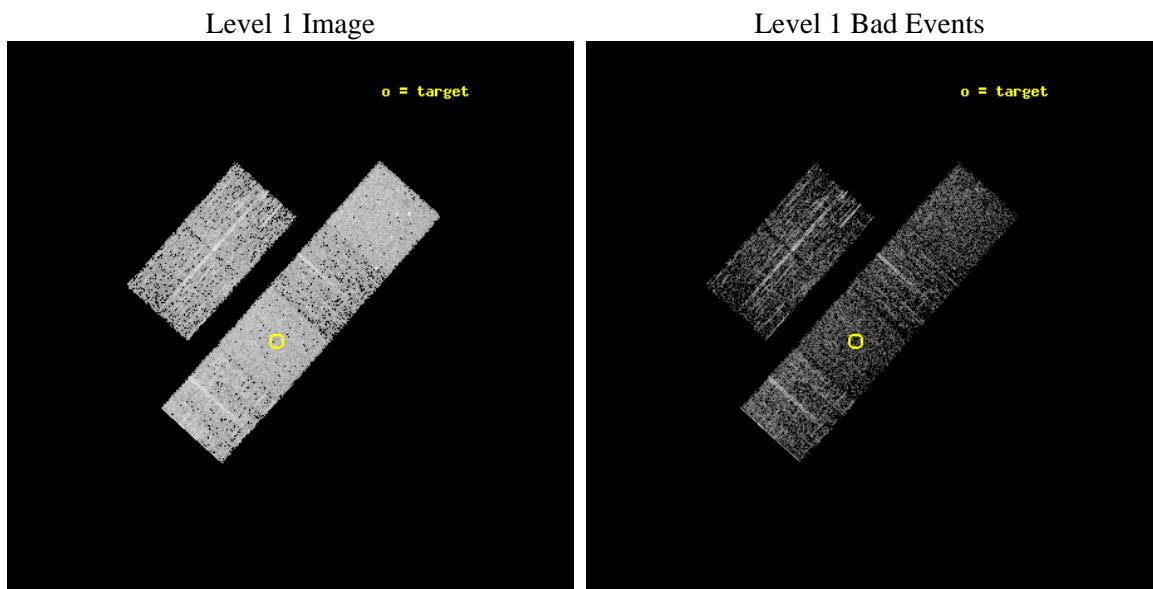 Level 1 Image
Level 1 Bad Events
o = target
o = target